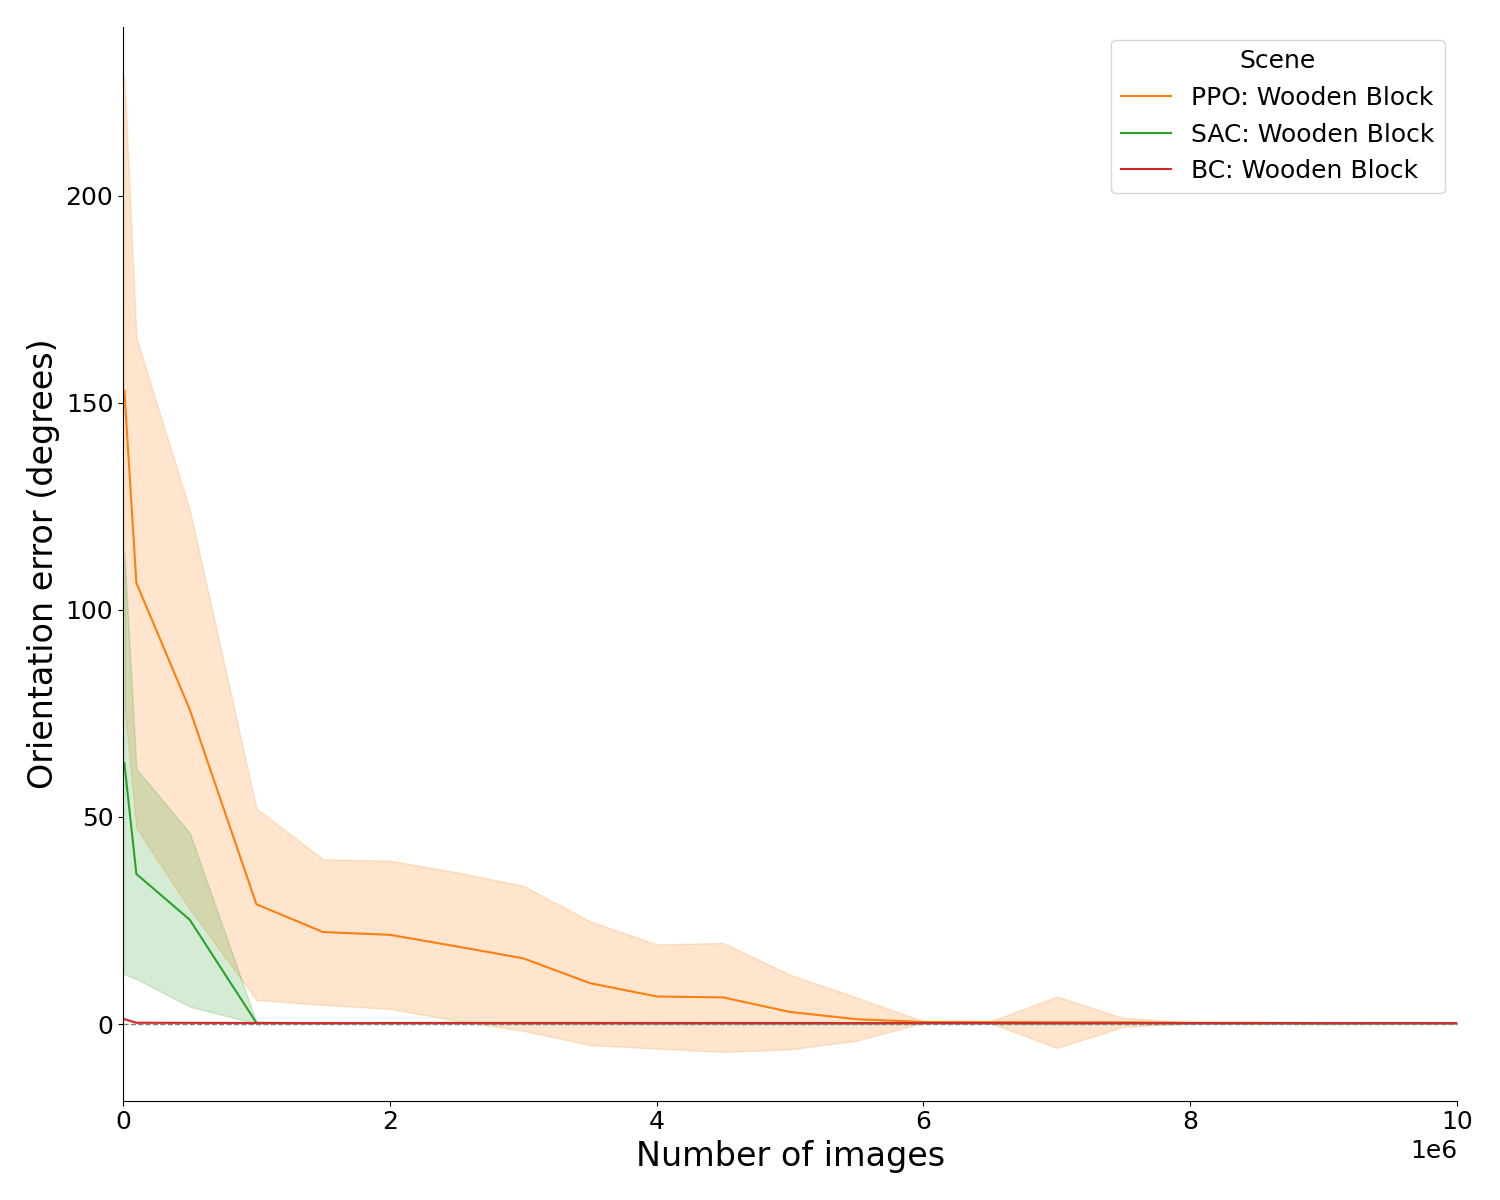 Scene
PPO: Wooden Block
SAC: Wooden Block
BC: Wooden Block
Orientation error (degrees)
200
150
100
50
0
0 2 4 6 8 10
1e6
Number of images